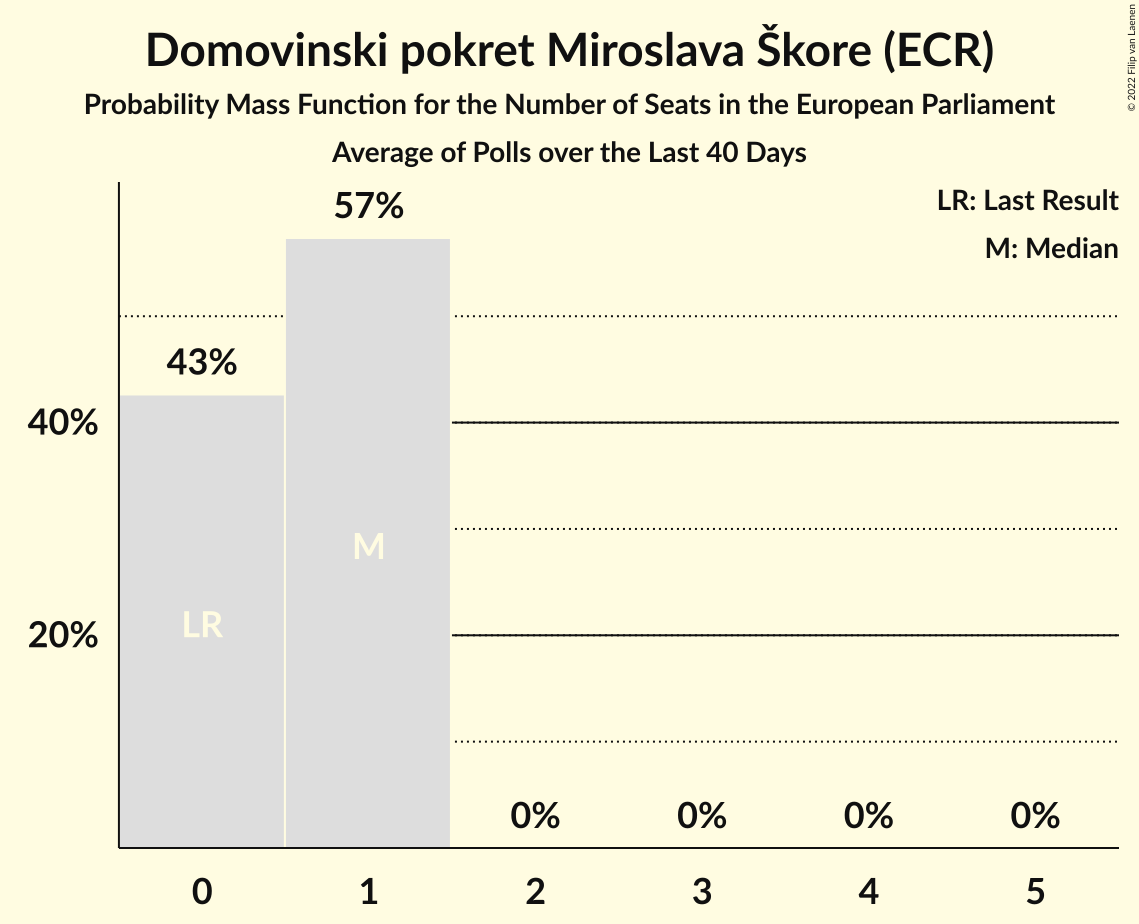 Domovinski pokret Miroslava Škore (ECR)
Probability Mass Function for the Number of Seats in the European Parliament
Average of Polls over the Last 40 Days
© 2022 Filip van Laenen
LR: Last Result
M: Median
57%
43%
40%
20%
M
LR
0% 0% 0% 0%
0 1 2 3 4 5